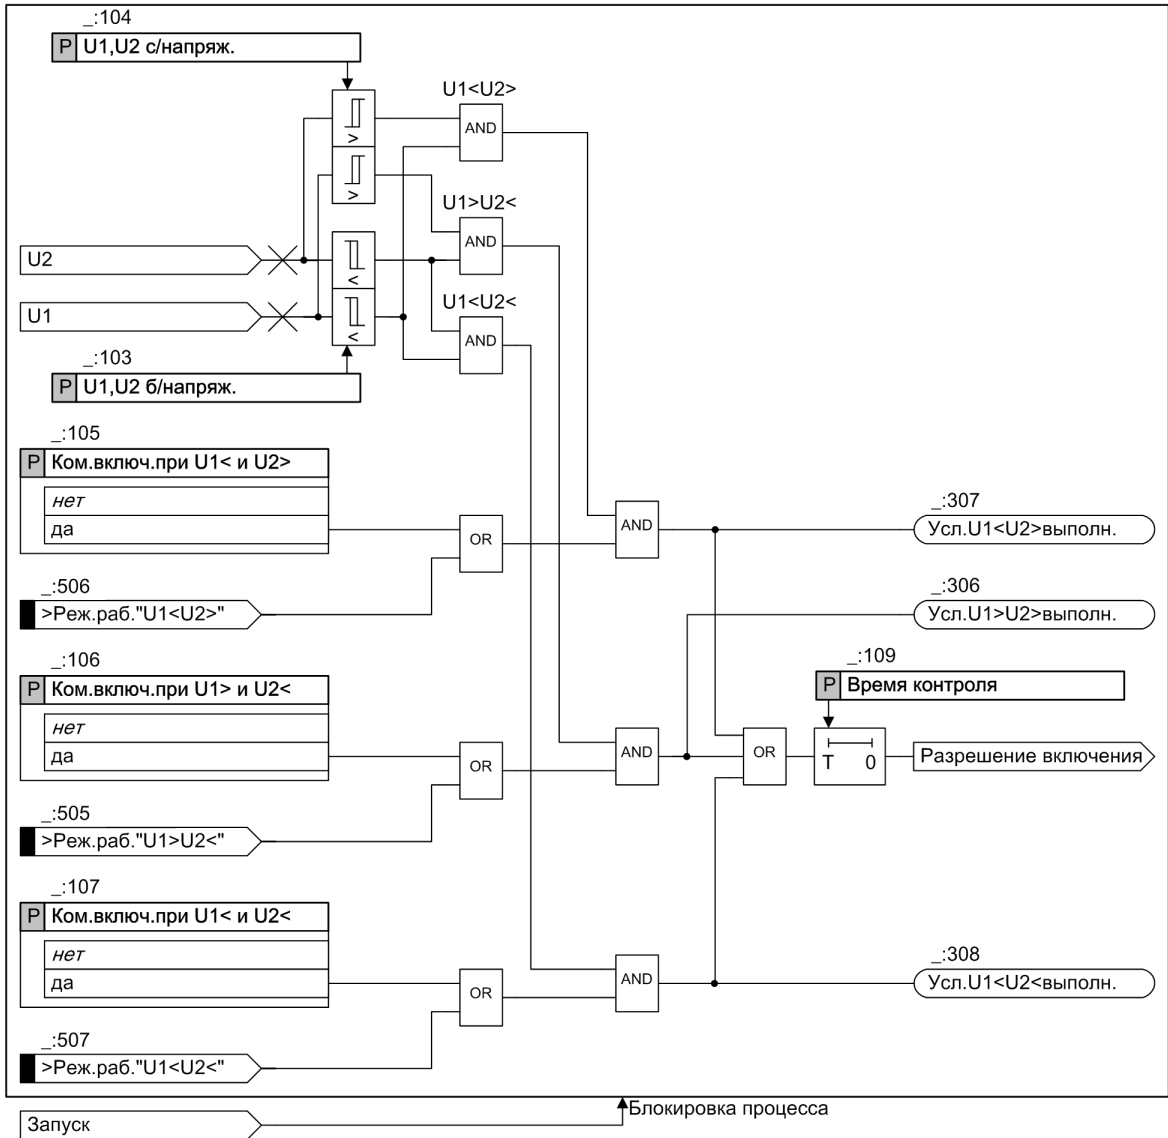 _:104
P U1,U2 с/напряж.
U1<U2>
>
AND
>
U1>U2<
AND
U2
<
U1<U2<
U1
AND
<
_:103
P U1,U2 б/напряж.
_:105
P Ком.включ.при U1< и U2>
нет
да
OR
AND
_:307
Усл.U1<U2>выполн.
_:506
>Реж.раб."U1<U2>"
_:306
Усл.U1>U2>выполн.
_:106
P Ком.включ.при U1> и U2<
_:109
P Время контроля
нет
да
OR
AND
OR
T 0
Разрешение включения
_:505
>Реж.раб."U1>U2<"
_:107
P Ком.включ.при U1< и U2<
нет
да
OR
AND
_:308
Усл.U1<U2<выполн.
_:507
>Реж.раб."U1<U2<"
Блокировка процесса
Запуск